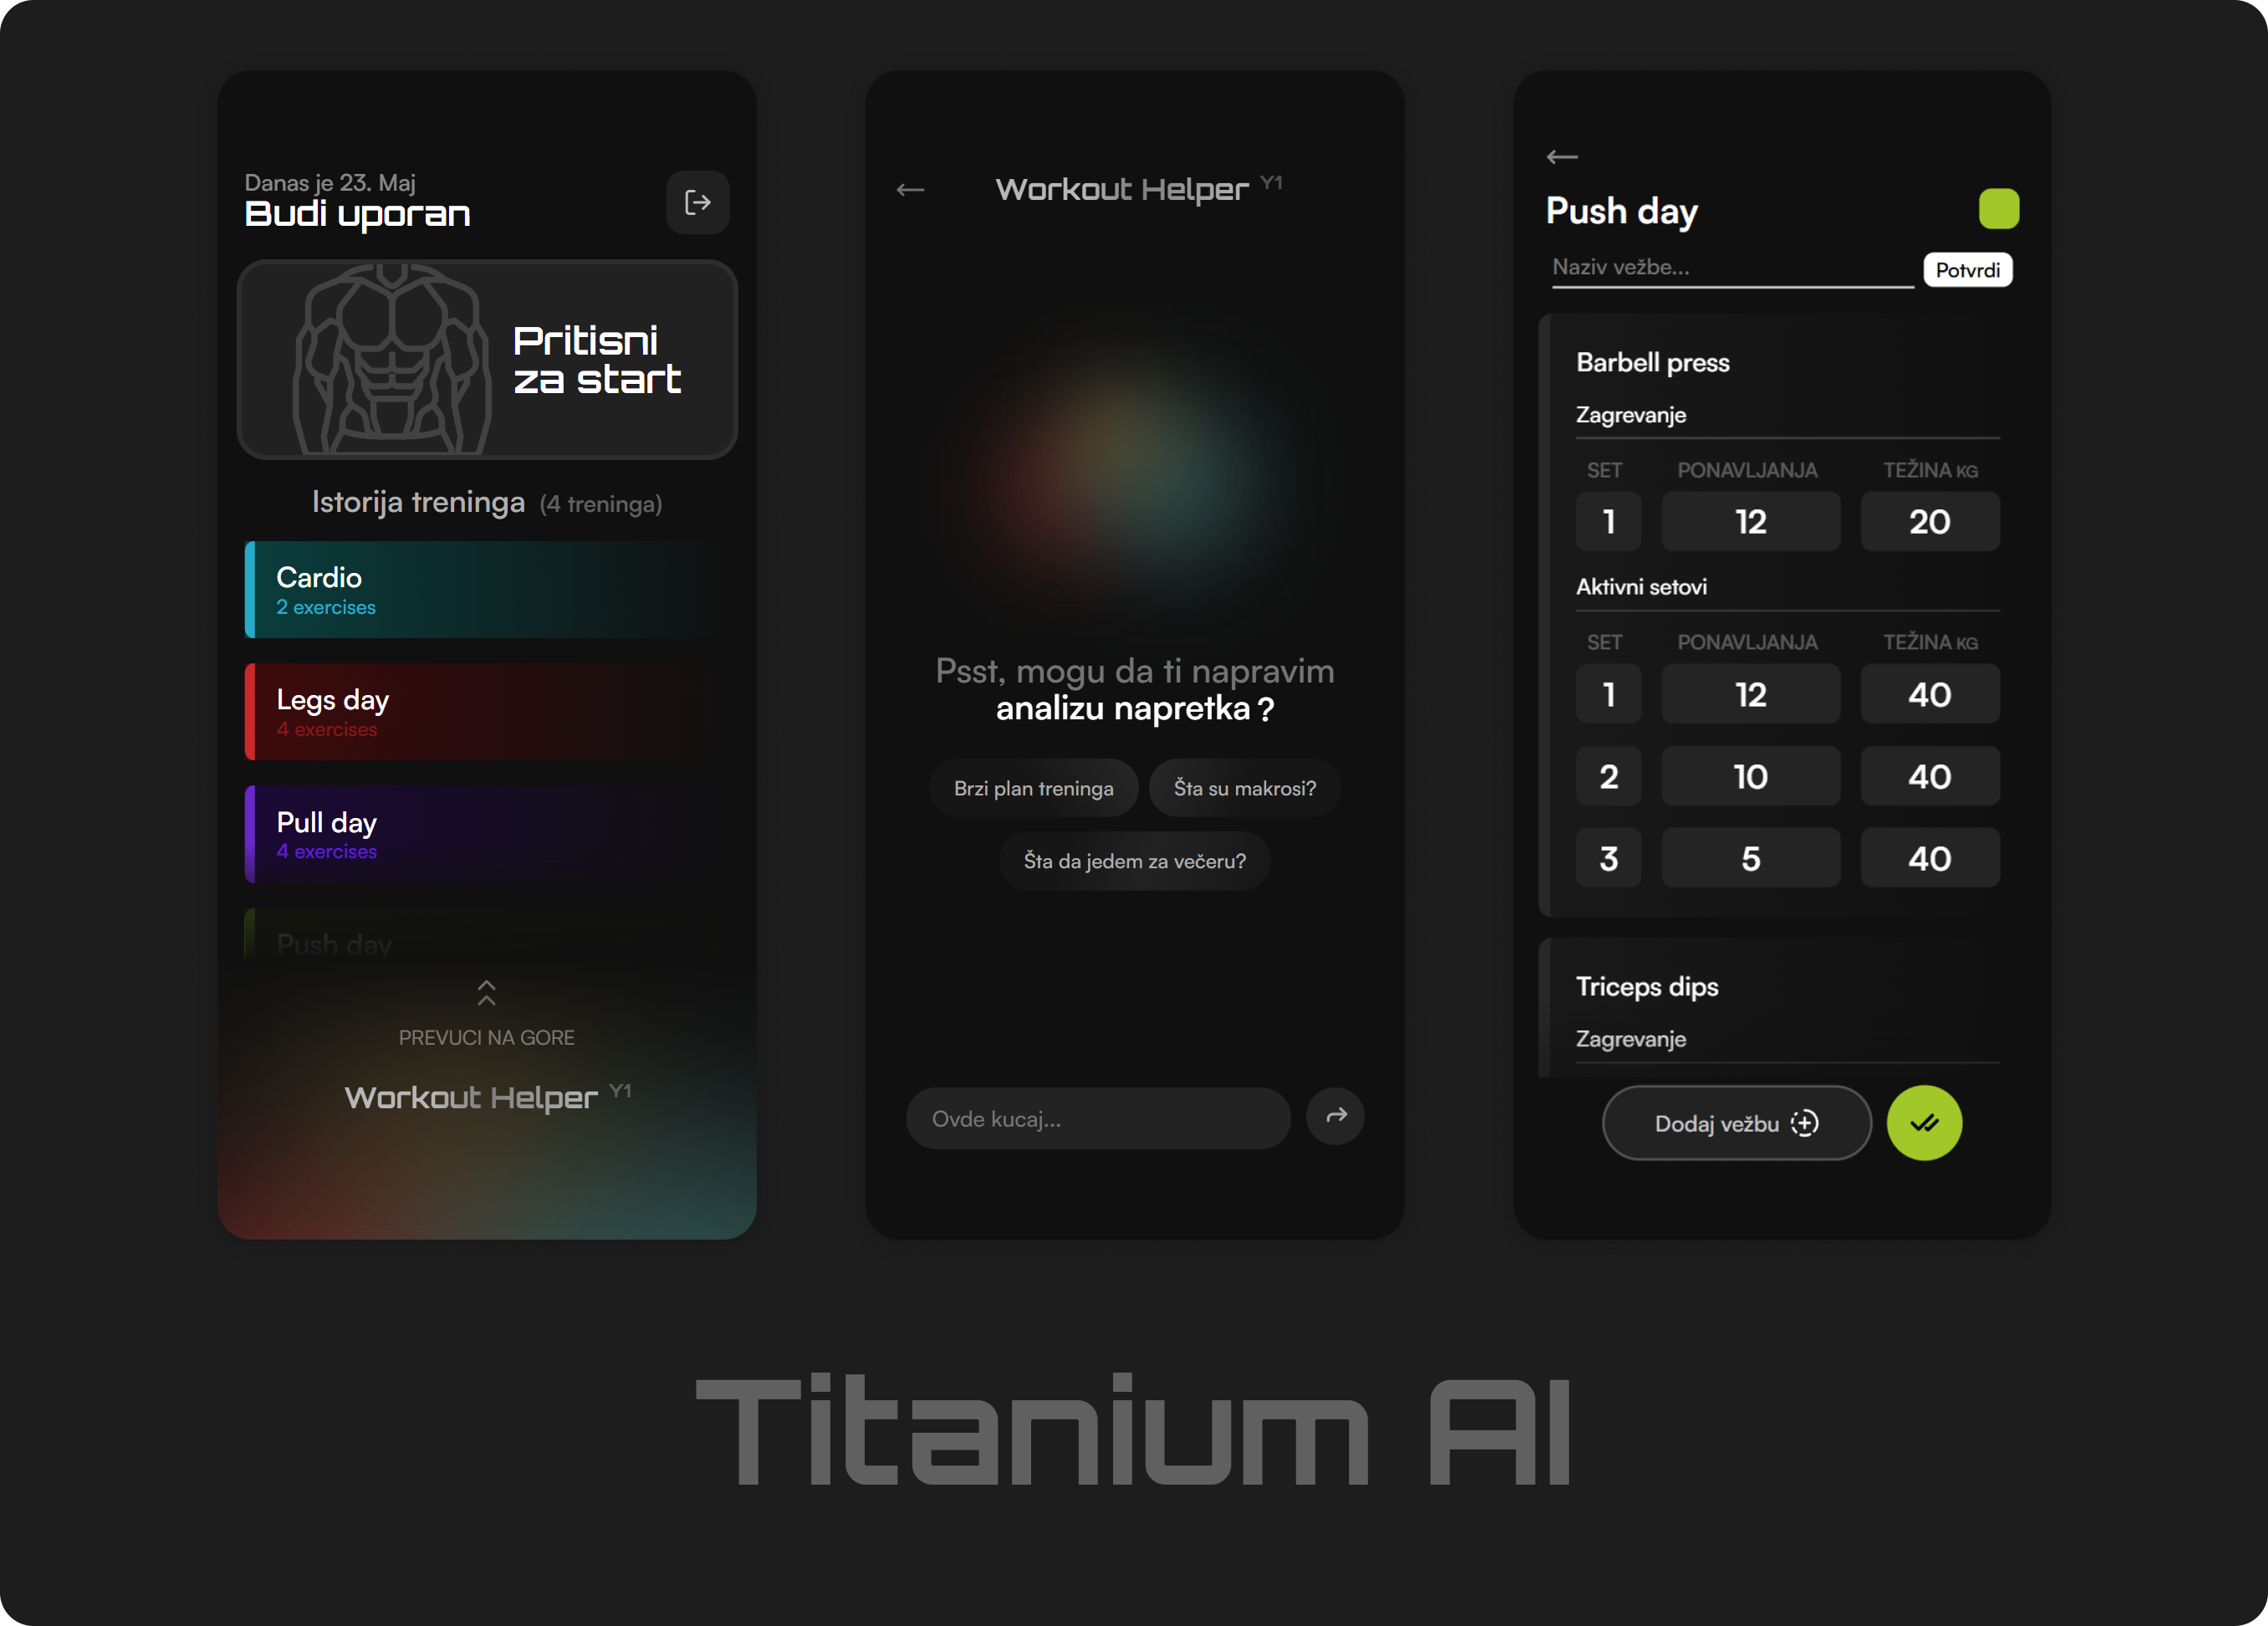 Danas je 23. Maj
Budi uporan
Pritisni
za start
Istorija treninga (4 treninga)
Cardio
2 exercises
Legs day
4 exercises
Pull day
4 exercises
Push day
PREVUCI NA GORE
Workout Helper Y1
Workout Helper Y1
Psst, mogu da ti napravim
analizu napretka ?
Brzi plan treninga
Šta su makrosi?
Šta da jedem za večeru?
Ovde kucaj...
Push day
Naziv vežbe...
Potvrdi
Barbell press
Zagrevanje
SET PONAVLJANJA TEŽINA KG
1 12 20
Aktivni setovi
SET PONAVLJANJA TEŽINA KG
1 12 40
2 10 40
3 5 40
Triceps dips
Zagrevanje
Dodaj vežbu
Titanium AI